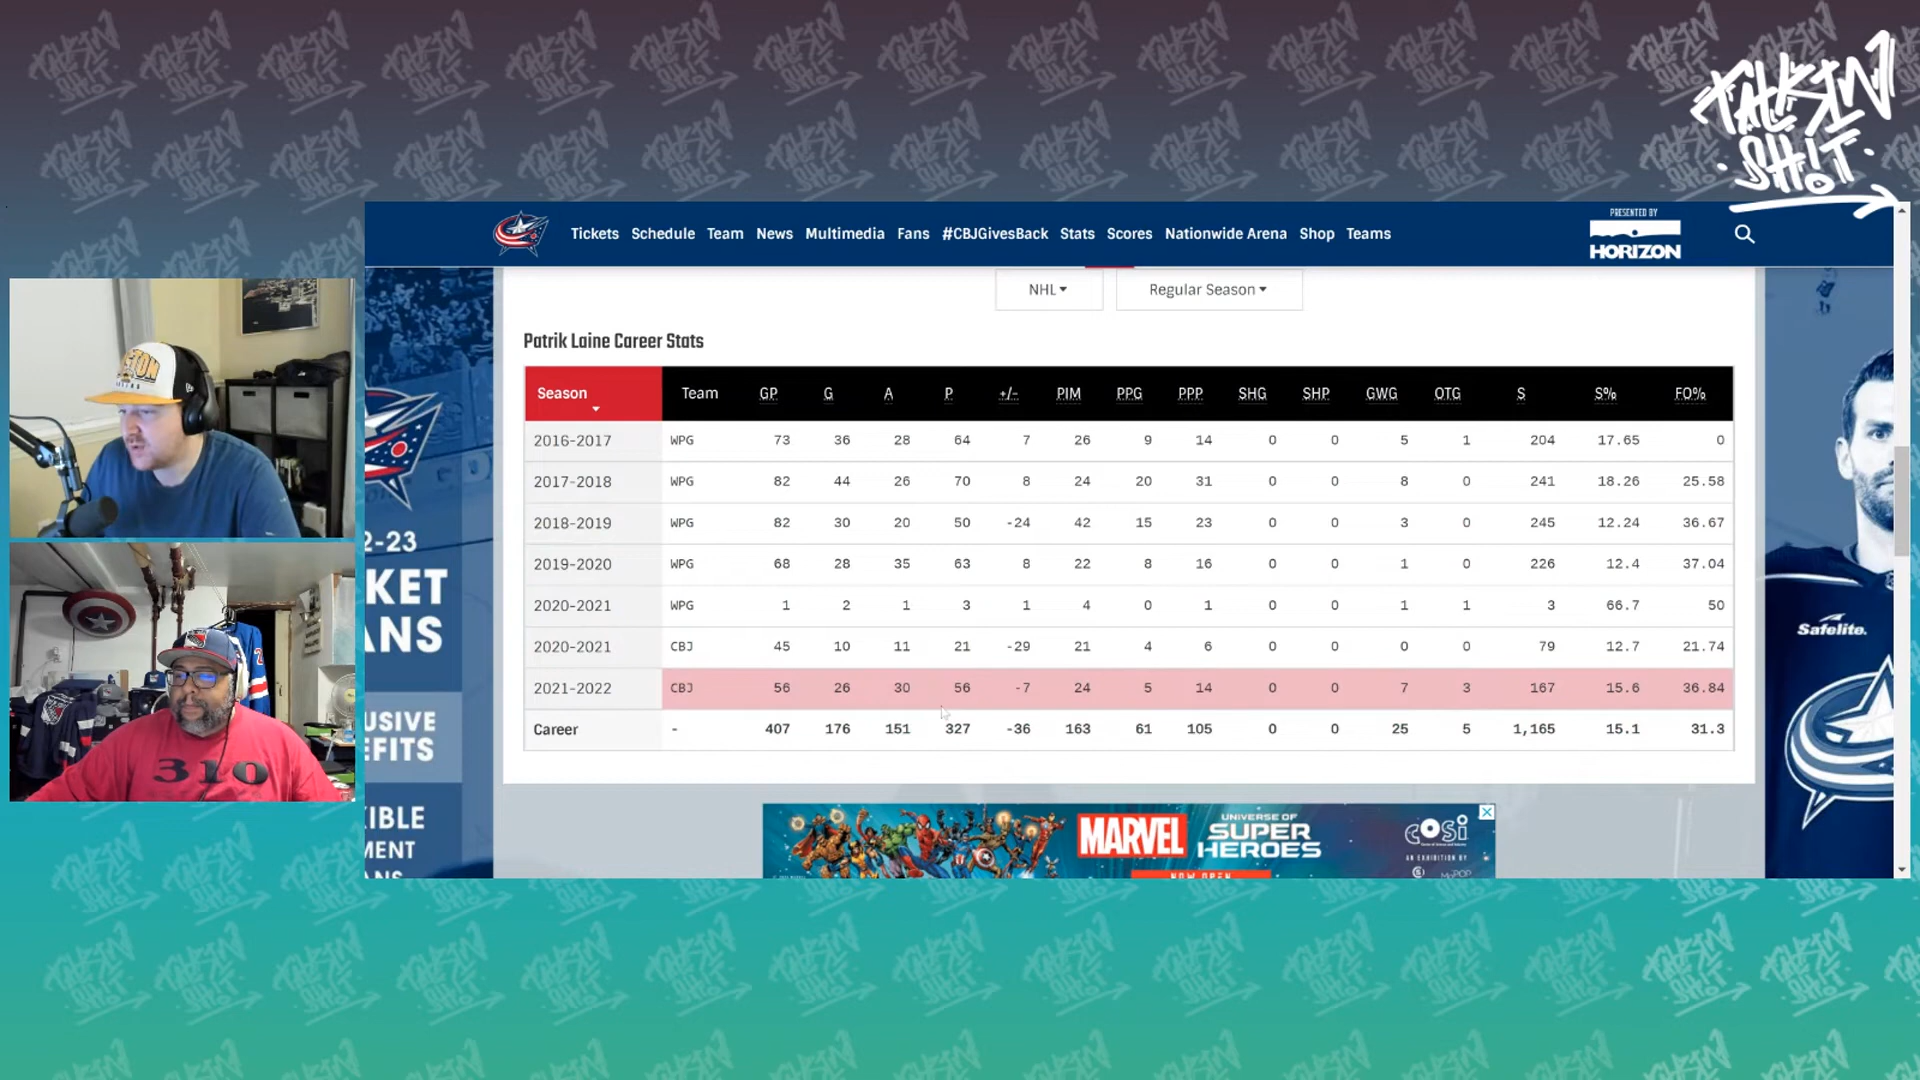 TALKIN
SH!T
PRESENTED BY
HORIZON
Tickets Schedule Team News Multimedia Fans #CBJGivesBack Stats Scores Nationwide Arena Shop Teams
NHL Regular Season
Patrik Laine Career Stats
Season Team GP G A P +/- PIM PPG PPP SHG SHP GWG OTG S S% FO%
2016-2017 WPG 73 36 28 64 7 26 9 14 0 0 5 1 204 17.65 0
2017-2018 WPG 82 44 26 70 8 24 20 31 0 0 8 0 241 18.26 25.58
2018-2019 WPG 82 30 20 50 -24 42 15 23 0 0 3 0 245 12.24 36.67
2019-2020 WPG 68 28 35 63 8 22 8 16 0 0 1 0 226 12.4 37.04
2020-2021 WPG 1 2 1 3 1 4 0 1 0 0 1 1 3 66.7 50
2020-2021 CBJ 45 10 11 21 -29 21 4 6 0 0 0 0 79 12.7 21.74
2021-2022 CBJ 56 26 30 56 -7 24 5 14 0 0 7 3 167 15.6 36.84
Career - 407 176 151 327 -36 163 61 105 0 0 25 5 1,165 15.1 31.3
2-23
KET
ANS
USIVE
EFITS
IBLE
MENT
ANS
Safelite.
310
MARVEL
UNIVERSE OF
SUPER
HEROES
NOW OPEN
COSI
AN EXHIBITION BY
MoPOP